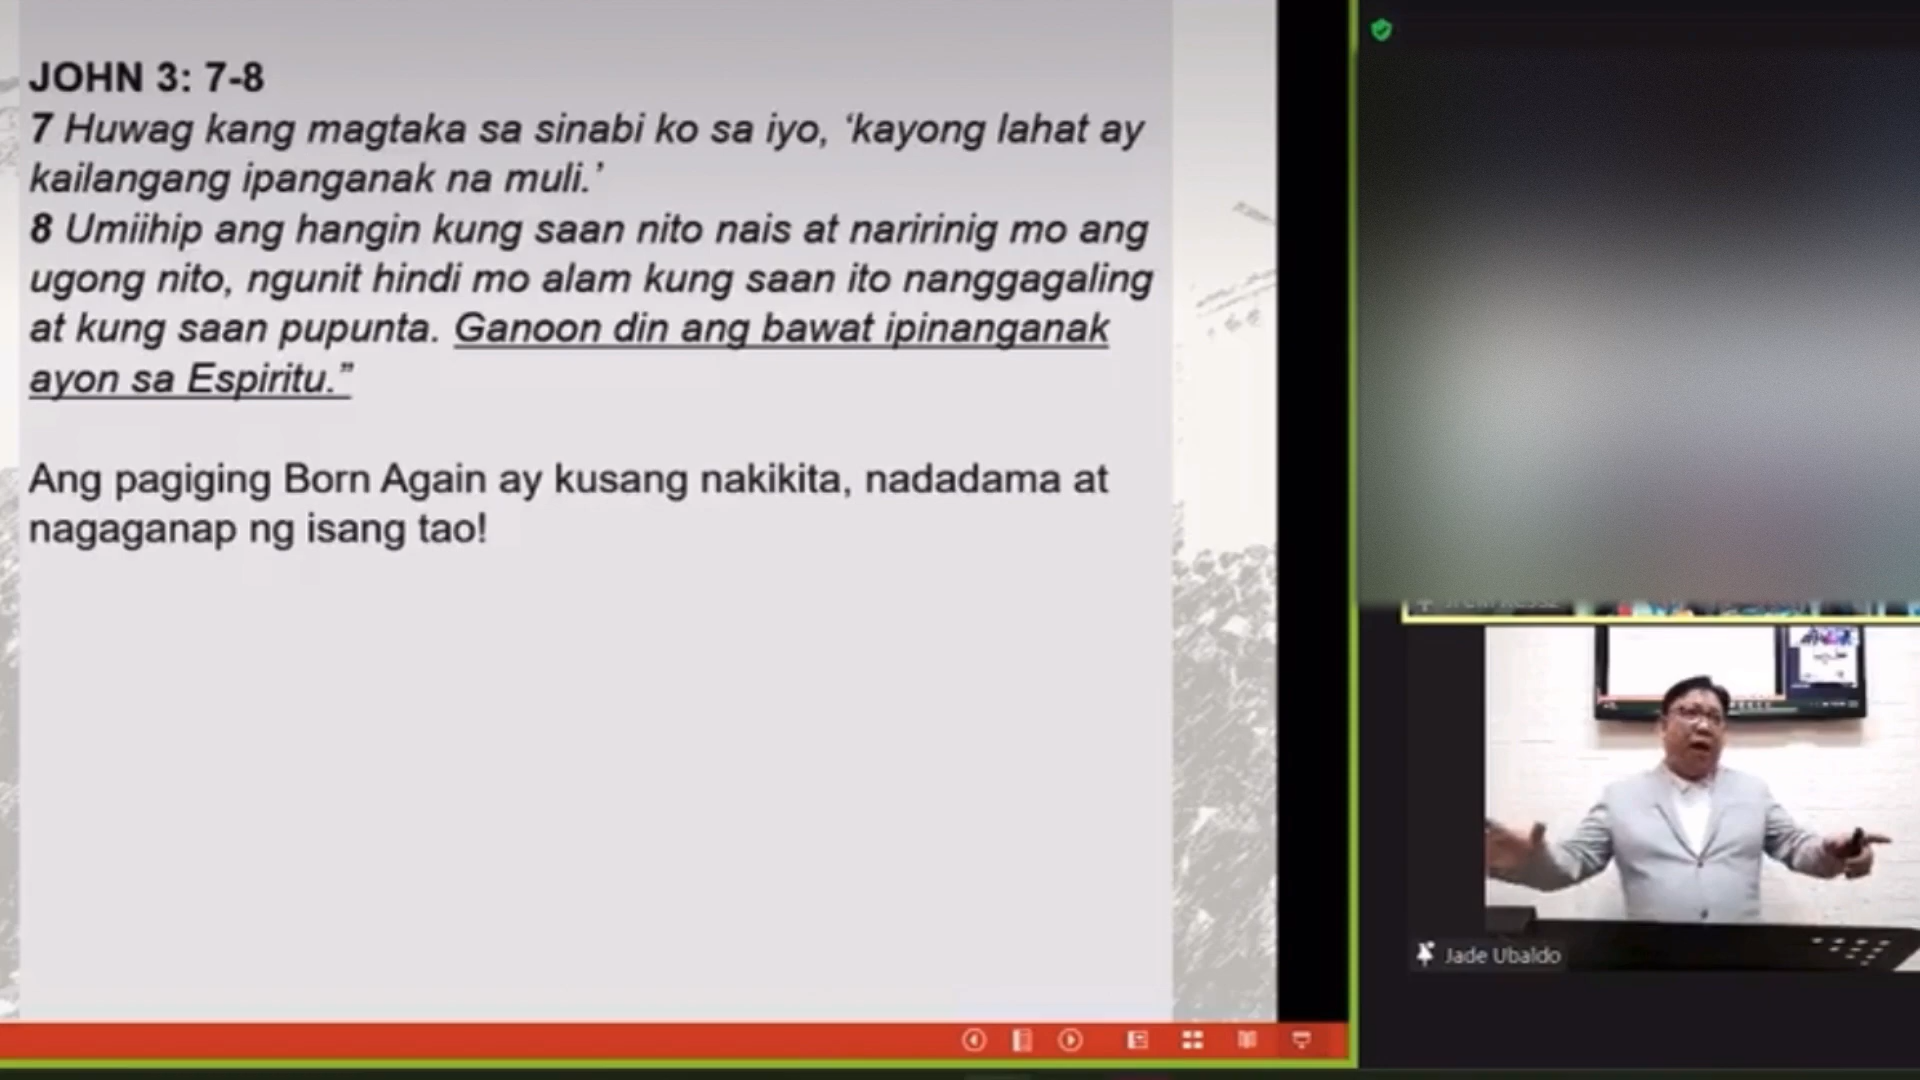 JOHN 3: 7-8
7 Huwag kang magtaka sa sinabi ko sa iyo, ‘kayong lahat ay
kailangang ipanganak na muli.’
8 Umiihip ang hangin kung saan nito nais at naririnig mo ang
ugong nito, ngunit hindi mo alam kung saan ito nanggagaling
at kung saan pupunta. Ganoon din ang bawat ipinanganak
ayon sa Espiritu.”
Ang pagiging Born Again ay kusang nakikita, nadadama at
nagaganap ng isang tao!
Jade Ubaldo